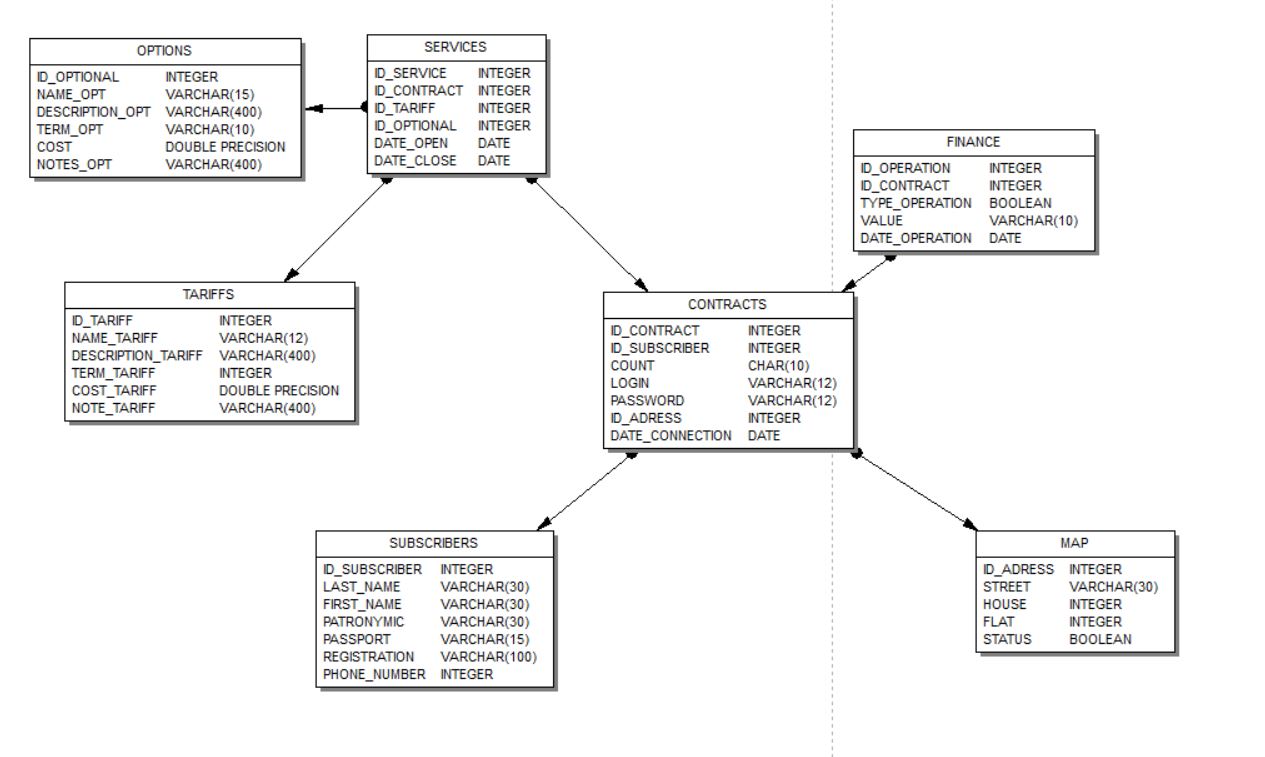 OPTIONS
ID_OPTIONAL INTEGER
NAME_OPT VARCHAR(15)
DESCRIPTION_OPT VARCHAR(400)
TERM_OPT VARCHAR(10)
COST DOUBLE PRECISION
NOTES_OPT VARCHAR(400)
SERVICES
ID_SERVICE INTEGER
ID_CONTRACT INTEGER
ID_TARIFF INTEGER
ID_OPTIONAL INTEGER
DATE_OPEN DATE
DATE_CLOSE DATE
FINANCE
ID_OPERATION INTEGER
ID_CONTRACT INTEGER
TYPE_OPERATION BOOLEAN
VALUE VARCHAR(10)
DATE_OPERATION DATE
TARIFFS
ID_TARIFF INTEGER
NAME_TARIFF VARCHAR(12)
DESCRIPTION_TARIFF VARCHAR(400)
TERM_TARIFF INTEGER
COST_TARIFF DOUBLE PRECISION
NOTE_TARIFF VARCHAR(400)
CONTRACTS
ID_CONTRACT INTEGER
ID_SUBSCRIBER INTEGER
COUNT CHAR(10)
LOGIN VARCHAR(12)
PASSWORD VARCHAR(12)
ID_ADRESS INTEGER
DATE_CONNECTION DATE
SUBSCRIBERS
ID_SUBSCRIBER INTEGER
LAST_NAME VARCHAR(30)
FIRST_NAME VARCHAR(30)
PATRONYMIC VARCHAR(30)
PASSPORT VARCHAR(15)
REGISTRATION VARCHAR(100)
PHONE_NUMBER INTEGER
MAP
ID_ADRESS INTEGER
STREET VARCHAR(30)
HOUSE INTEGER
FLAT INTEGER
STATUS BOOLEAN